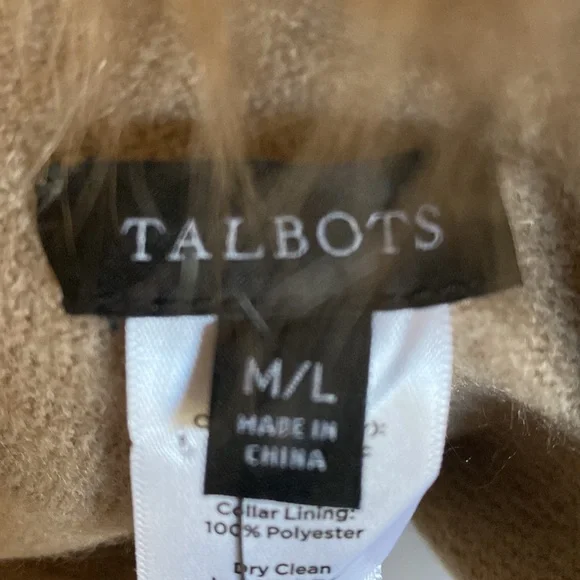 TALBOTS
M/L
MADE IN
CHINA
Collar Lining:
100% Polyester
Dry Clean